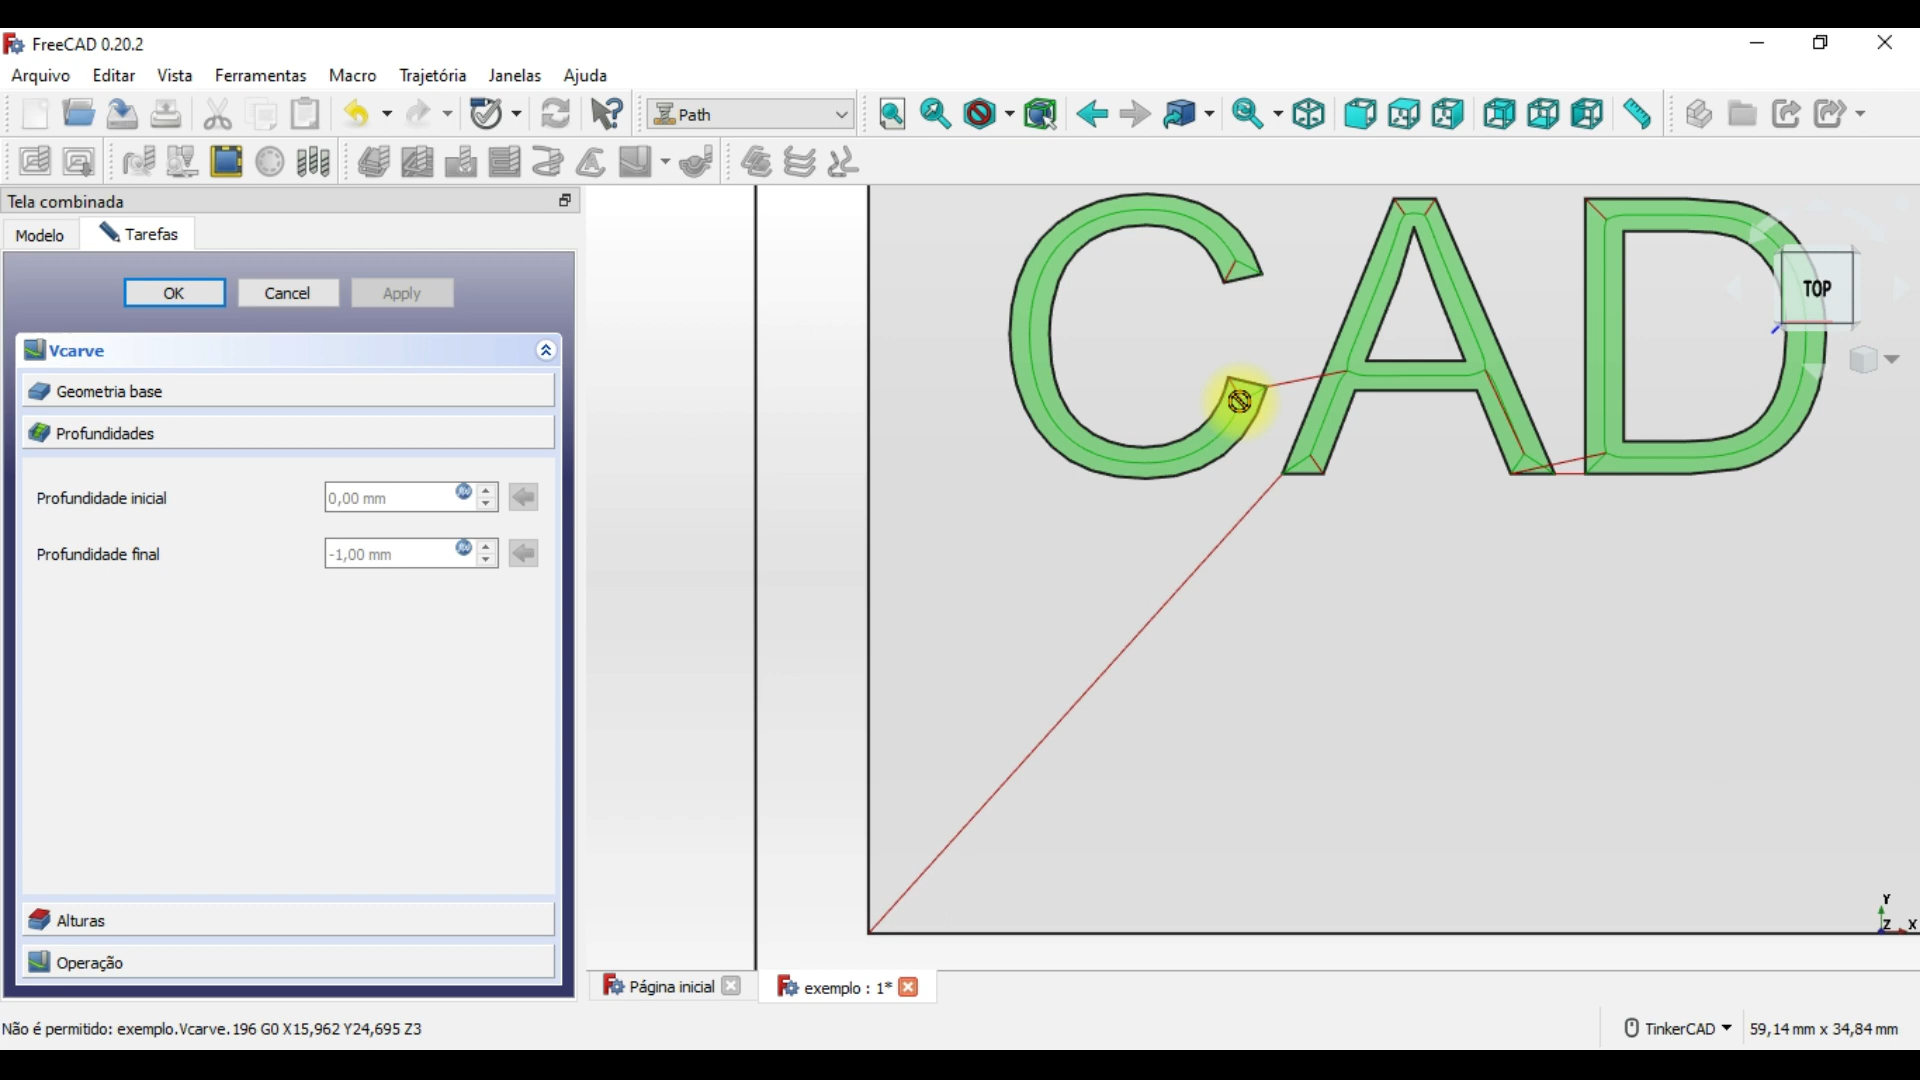 FreeCAD 0.20.2
Arquivo Editar Vista Ferramentas Macro Trajetória Janelas Ajuda
Path
Tela combinada
Modelo Tarefas
OK Cancel Apply
Vcarve
Geometria base
Profundidades
Profundidade inicial 0,00 mm
Profundidade final -1,00 mm
Alturas
Operação
CAD
TOP
Y
Z X
Página inicial exemplo : 1*
Não é permitido: exemplo.Vcarve.196 G0 X15,962 Y24,695 Z3
TinkerCAD 59,14 mm x 34,84 mm